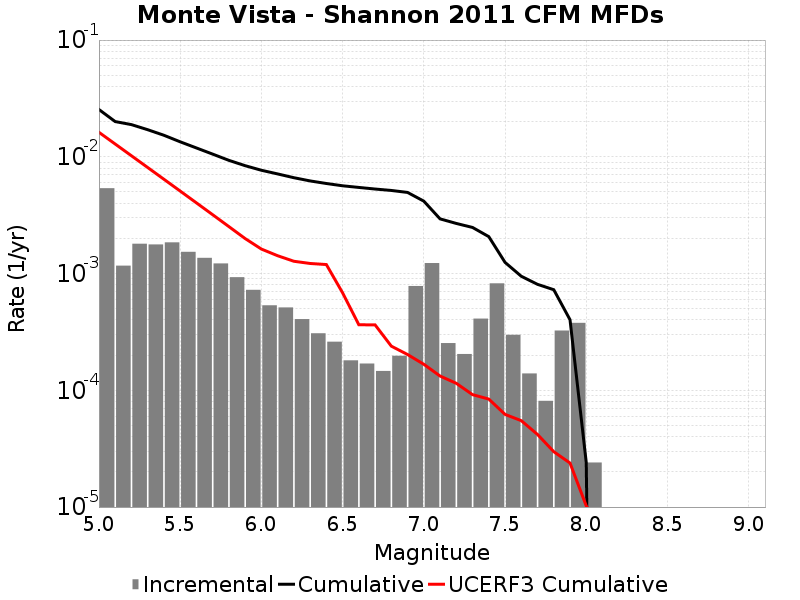 Monte Vista - Shannon 2011 CFM MFDs
10-1
10-2
10-3
10-4
10-5
Rate (1/yr)
5.0 5.5 6.0 6.5 7.0 7.5 8.0 8.5 9.0
Magnitude
Incremental Cumulative UCERF3 Cumulative